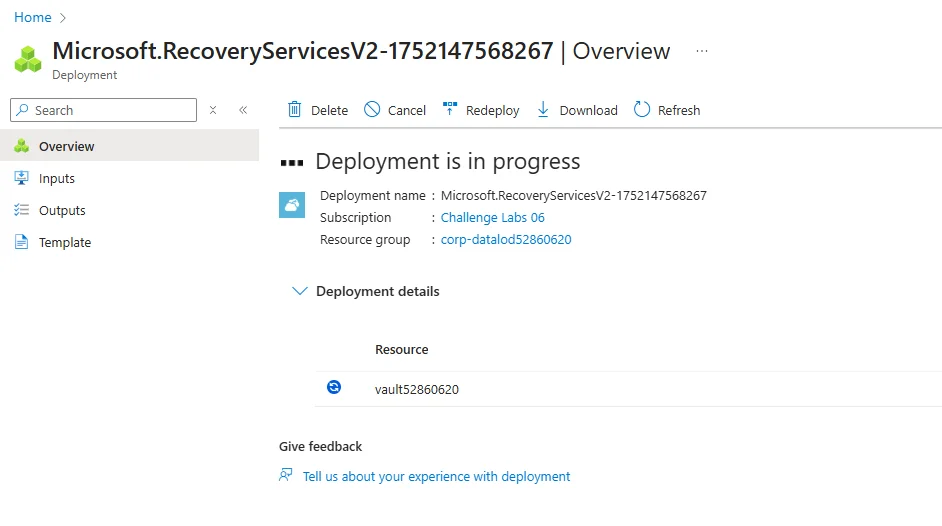 Home
Microsoft.RecoveryServicesV2-1752147568267 | Overview ...
Deployment
Search
Delete Cancel Redeploy Download Refresh
Overview
Inputs
Outputs
Template
Deployment is in progress
Deployment name : Microsoft.RecoveryServicesV2-1752147568267
Subscription : Challenge Labs 06
Resource group : corp-datalod52860620
Deployment details
Resource
vault52860620
Give feedback
Tell us about your experience with deployment